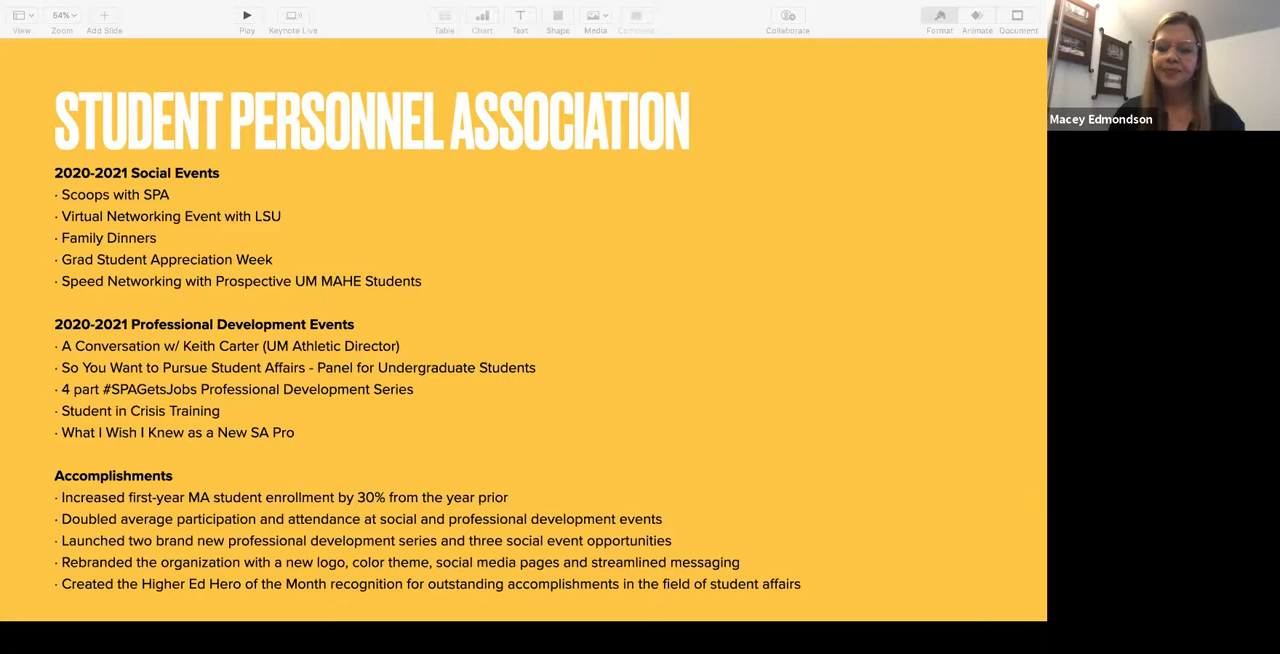 View
54%
Zoom
Add Slide
Play
Keynote Live
Table
Chart
Text
Shape
Media
Comment
Collaborate
Format
Animate
Document
Macey Edmondson
STUDENT PERSONNEL ASSOCIATION
2020-2021 Social Events
· Scoops with SPA
· Virtual Networking Event with LSU
· Family Dinners
· Grad Student Appreciation Week
· Speed Networking with Prospective UM MAHE Students
2020-2021 Professional Development Events
· A Conversation w/ Keith Carter (UM Athletic Director)
· So You Want to Pursue Student Affairs - Panel for Undergraduate Students
· 4 part #SPAGetsJobs Professional Development Series
· Student in Crisis Training
· What I Wish I Knew as a New SA Pro
Accomplishments
· Increased first-year MA student enrollment by 30% from the year prior
· Doubled average participation and attendance at social and professional development events
· Launched two brand new professional development series and three social event opportunities
· Rebranded the organization with a new logo, color theme, social media pages and streamlined messaging
· Created the Higher Ed Hero of the Month recognition for outstanding accomplishments in the field of student affairs